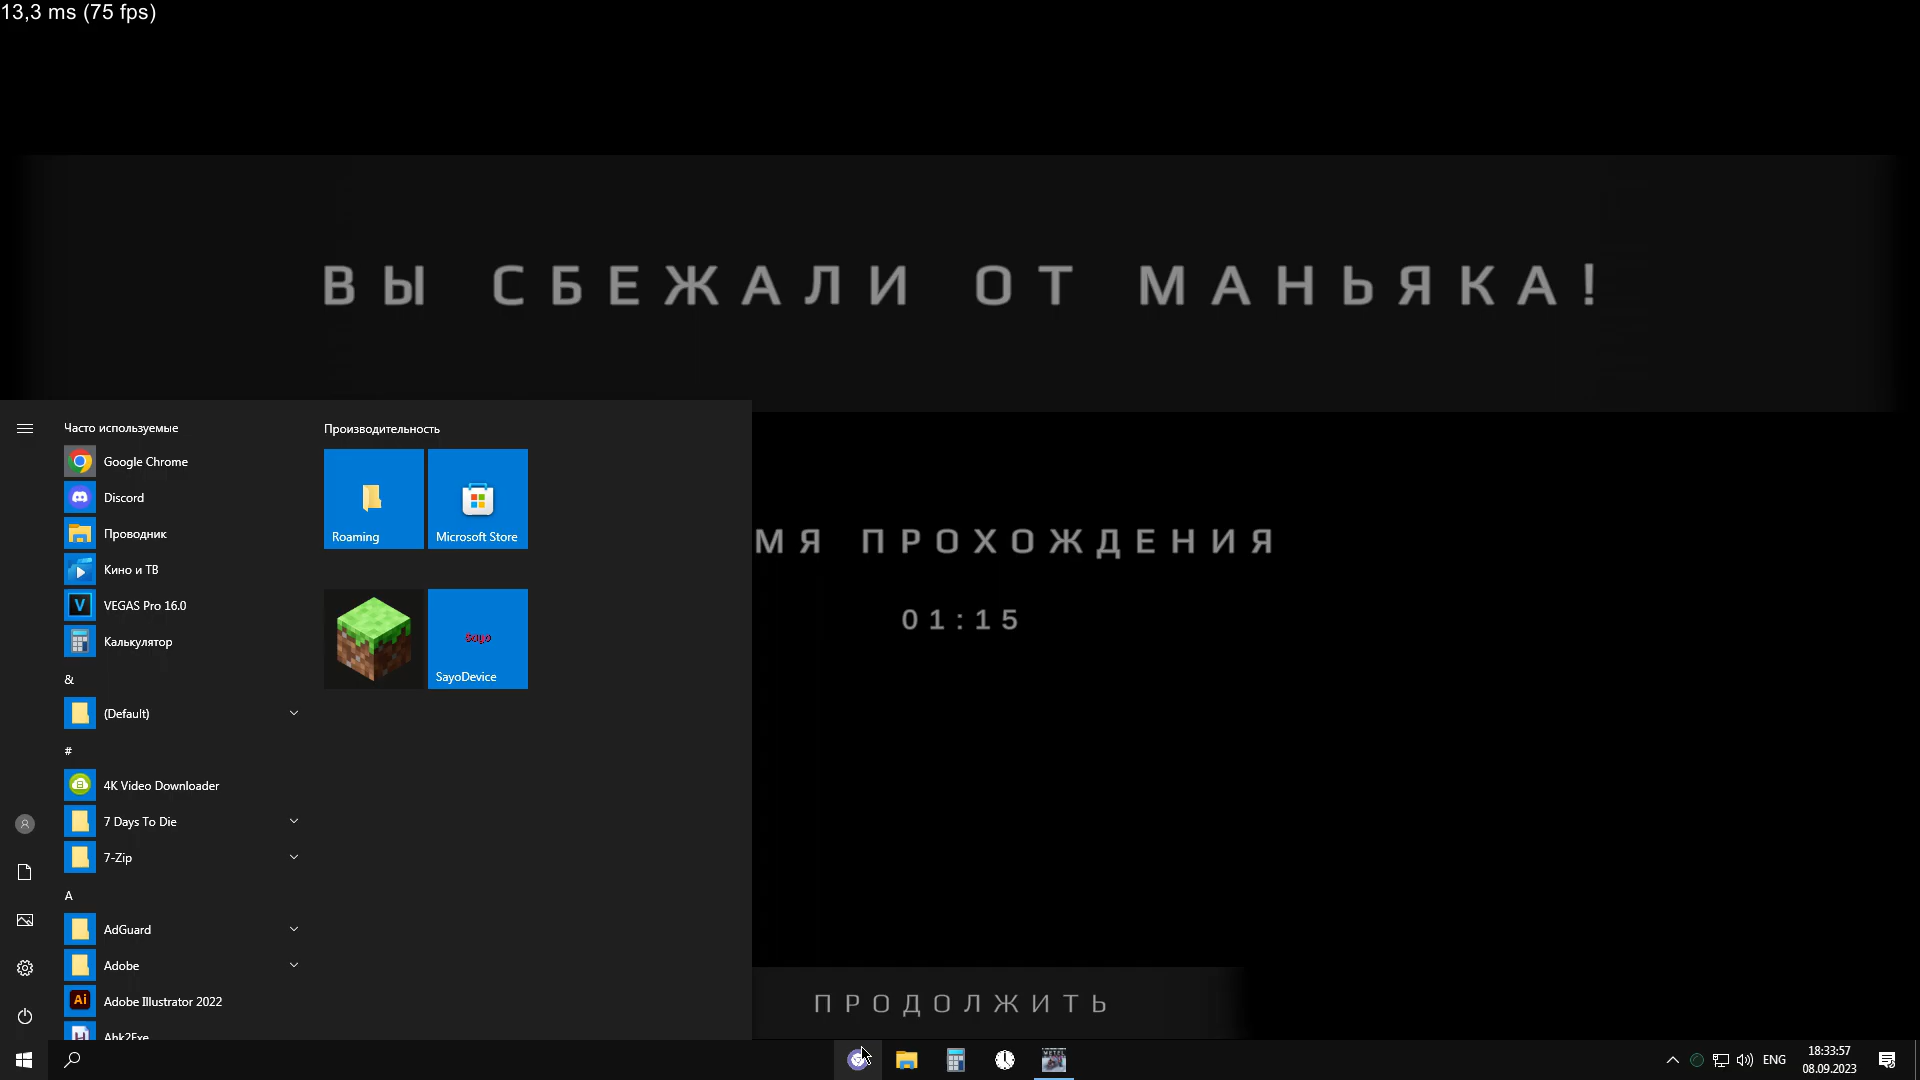 13,3 ms (75 fps)
ВЫ СБЕЖАЛИ ОТ МАНЬЯКА!
МЯ ПРОХОЖДЕНИЯ
01:15
ПРОДОЛЖИТЬ
Часто используемые
Google Chrome
Discord
Проводник
Кино и ТВ
VEGAS Pro 16.0
Калькулятор
&
(Default)
#
4K Video Downloader
7 Days To Die
7-Zip
A
AdGuard
Adobe
Adobe Illustrator 2022
Ahk2Exe
Производительность
Roaming
Microsoft Store
Sayo
SayoDevice
ENG
18:33:57
08.09.2023